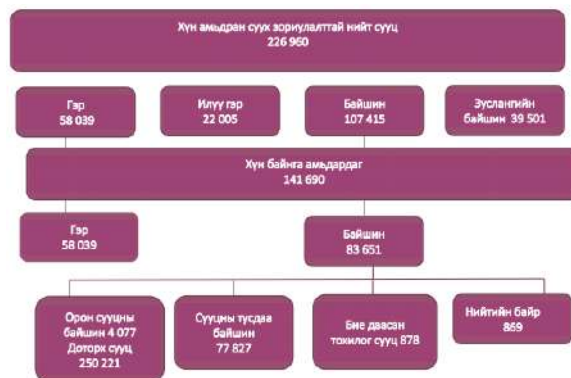 Хүн амьдран суух зориулалттай нийт сууц
226 960
Гэр
58 039
Илүү гэр
22 005
Байшин
107 415
Зуслангийн
байшин 39 501
Хүн байнга амьдардаг
141 690
Гэр
58 039
Байшин
83 651
Орон сууцны
байшин 4 077
Доторх сууц
250 221
Сууцны тусдаа
байшин
77 827
Бие даасан
тохилог сууц 878
Нийтийн байр
869